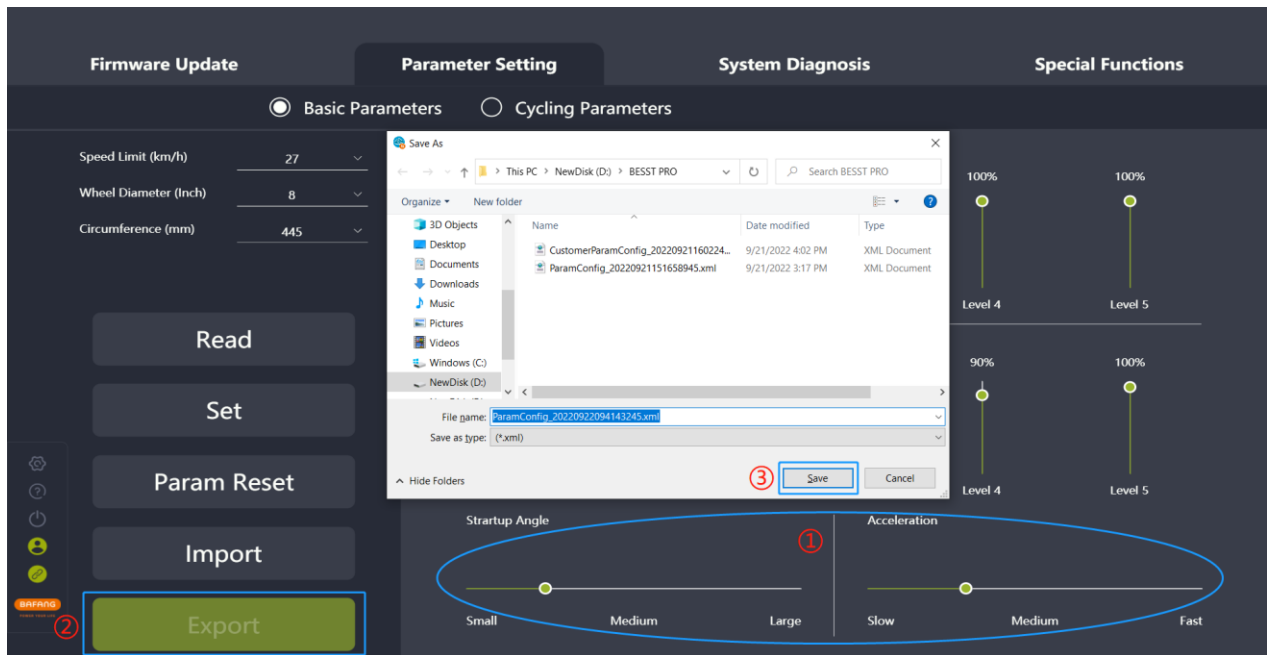 Firmware Update Parameter Setting System Diagnosis Special Functions
Basic Parameters Cycling Parameters
Speed Limit (km/h) 27
Wheel Diameter (Inch) 8
Circumference (mm) 445
Read
Set
Param Reset
Import
Export
②
BAFANG
Save As
This PC > NewDisk (D:) > BESST PRO
Search BESST PRO
Organize New folder
3D Objects
Desktop
Documents
Downloads
Music
Pictures
Videos
Windows (C:)
NewDisk (D:)
Name Date modified Type
CustomerParamConfig_20220921160224... 9/21/2022 4:02 PM XML Document
ParamConfig_20220921151658945.xml 9/21/2022 3:17 PM XML Document
File name: ParamConfig_20220922094143245.xml
Save as type: (*.xml)
Hide Folders
③ Save Cancel
100% 100%
Level 4 Level 5
90% 100%
Level 4 Level 5
Strartup Angle Acceleration
①
Small Medium Large Slow Medium Fast